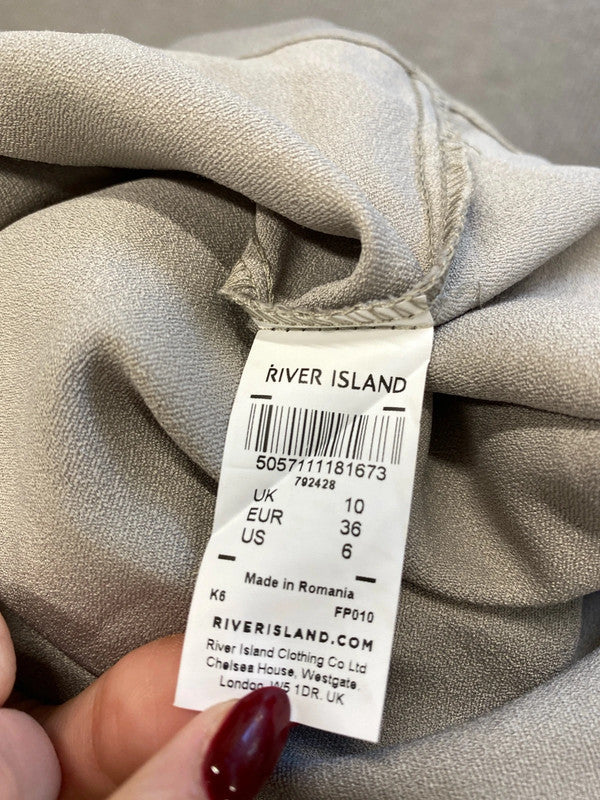 RIVER ISLAND
5057111181673
792428
UK 10
EUR 36
US 6
Made in Romania
K6 FP010
RIVERISLAND.COM
River Island Clothing Co Ltd
Chelsea House, Westgate.
London. W5 1DR. UK